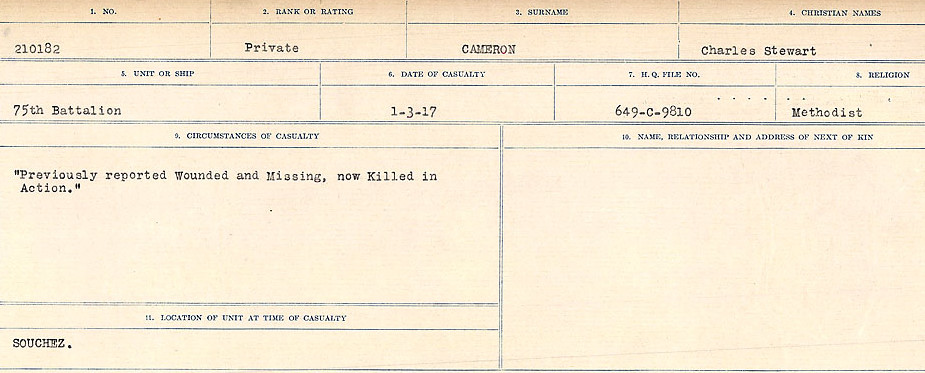 1. NO. 2. RANK OR RATING 3. SURNAME 4. CHRISTIAN NAMES
210182 Private CAMERON Charles Stewart
5. UNIT OR SHIP 6. DATE OF CASUALTY 7. H. Q. FILE NO. 8. RELIGION
75th Battalion 1-3-17 649-C-9810 Methodist
9. CIRCUMSTANCES OF CASUALTY 10. NAME, RELATIONSHIP AND ADDRESS OF NEXT OF KIN
"Previously reported Wounded and Missing, now Killed in
Action."
11. LOCATION OF UNIT AT TIME OF CASUALTY
SOUCHEZ.